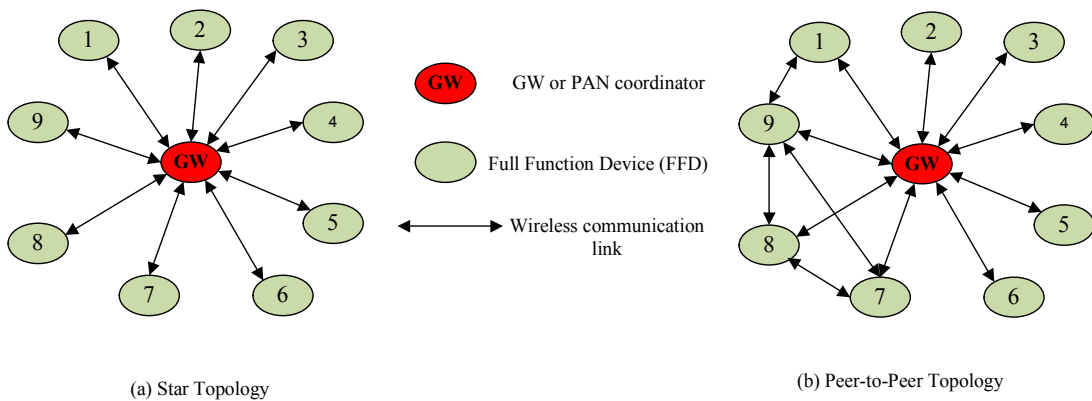 1
2
3
4
5
6
7
8
9
GW
GW
GW or PAN coordinator
Full Function Device (FFD)
Wireless communication
link
1
2
3
4
5
6
7
8
9
GW
(a) Star Topology
(b) Peer-to-Peer Topology